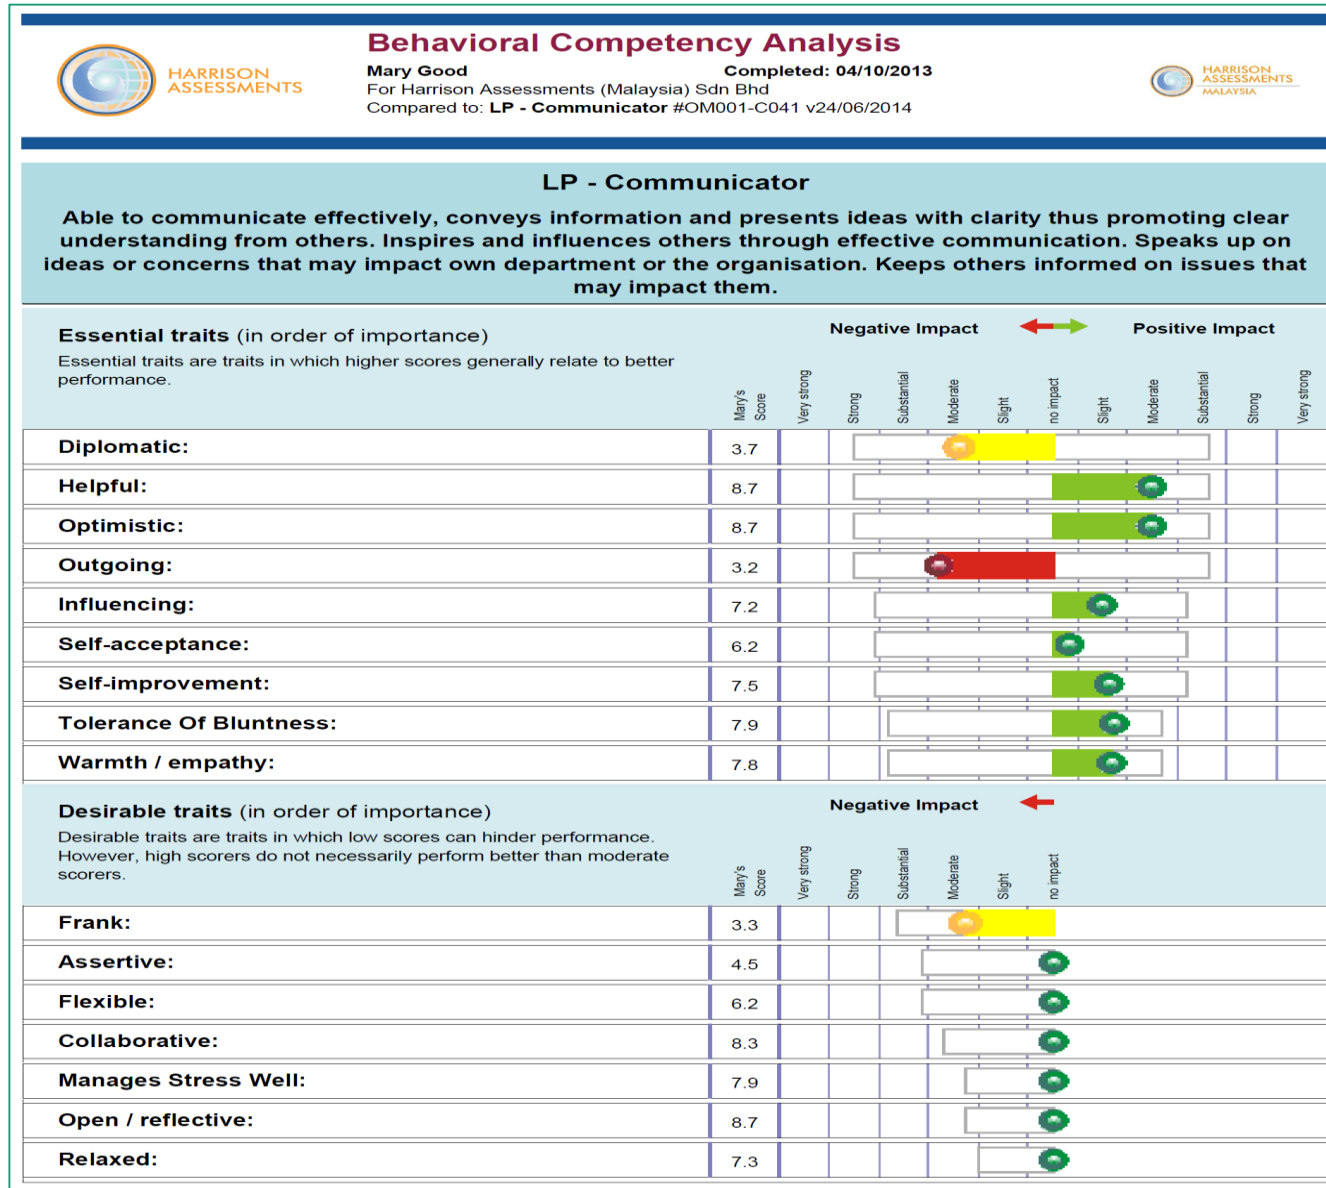 HARRISON
ASSESSMENTS
Behavioral Competency Analysis
Mary Good Completed: 04/10/2013
For Harrison Assessments (Malaysia) Sdn Bhd
Compared to: LP - Communicator #OM001-C041 v24/06/2014
HARRISON
ASSESSMENTS
MALAYSIA
LP - Communicator
Able to communicate effectively, conveys information and presents ideas with clarity thus promoting clear
understanding from others. Inspires and influences others through effective communication. Speaks up on
ideas or concerns that may impact own department or the organisation. Keeps others informed on issues that
may impact them.
Essential traits (in order of importance)
Essential traits are traits in which higher scores generally relate to better
performance.
Negative Impact Positive Impact
Mary's
Score
Very strong
Strong
Substantial
Moderate
Slight
no impact
Slight
Moderate
Substantial
Strong
Very strong
Diplomatic: 3.7
Helpful: 8.7
Optimistic: 8.7
Outgoing: 3.2
Influencing: 7.2
Self-acceptance: 6.2
Self-improvement: 7.5
Tolerance Of Bluntness: 7.9
Warmth / empathy: 7.8
Desirable traits (in order of importance)
Desirable traits are traits in which low scores can hinder performance.
However, high scorers do not necessarily perform better than moderate
scorers.
Negative Impact
Mary's
Score
Very strong
Strong
Substantial
Moderate
Slight
no impact
Frank: 3.3
Assertive: 4.5
Flexible: 6.2
Collaborative: 8.3
Manages Stress Well: 7.9
Open / reflective: 8.7
Relaxed: 7.3